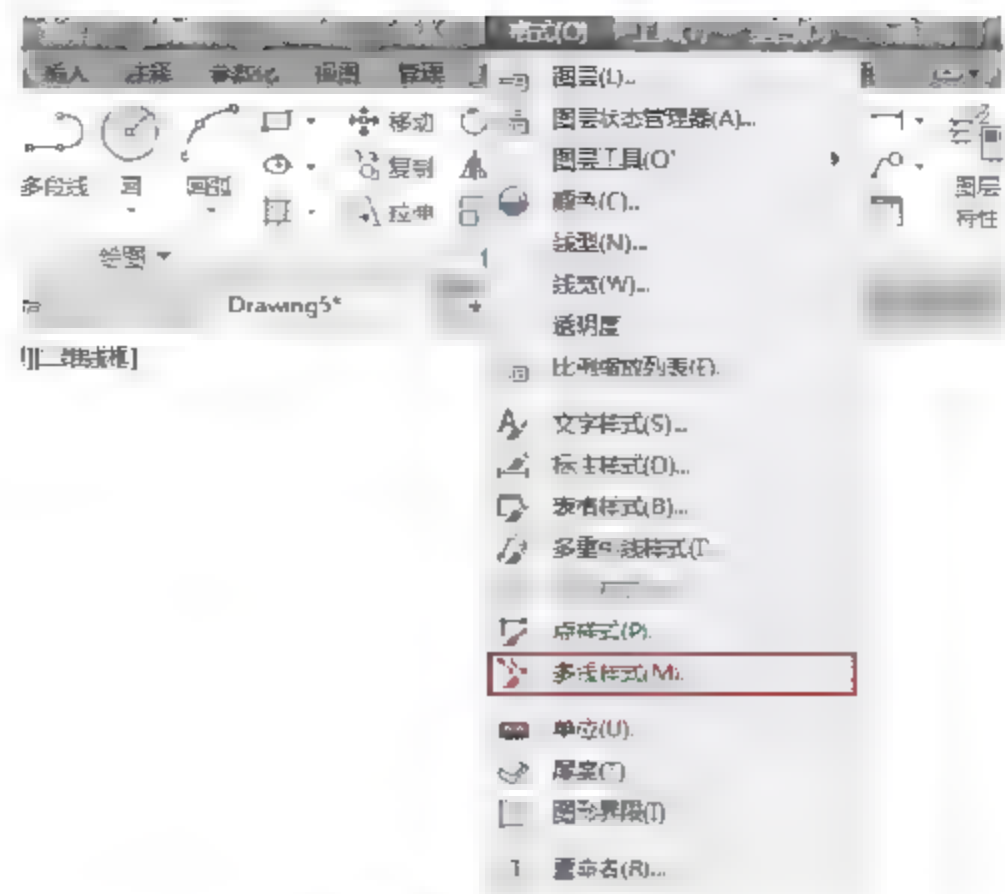 格式(O)
插入 注释 参数化 视图 管理
多段线 圆 圆弧
移动
复制
拉伸
绘图
图层
特性
Drawing5*
二维线框]
图层(L)...
图层状态管理器(A)...
图层工具(O)
颜色(C)...
线型(N)...
线宽(W)...
透明度
比例缩放列表(E)...
文字样式(S)...
标注样式(D)...
表格样式(B)...
多重引线样式(I)
点样式(P)...
多线样式(M)...
单位(U)...
厚度(T)
图形界限(I)
重命名(R)...